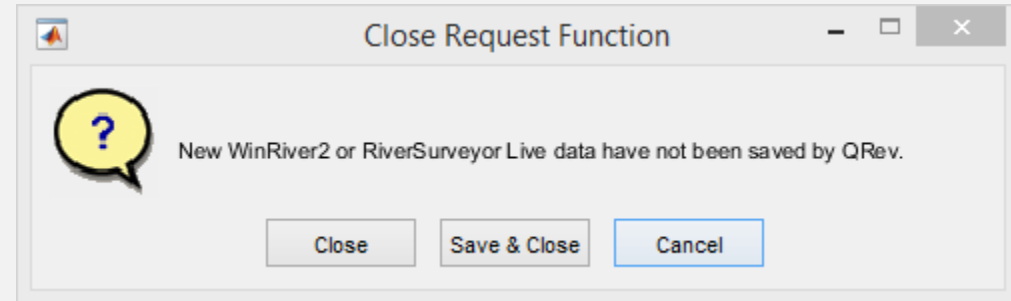 Close Request Function
?
New WinRiver2 or RiverSurveyor Live data have not been saved by QRev.
Close
Save & Close
Cancel